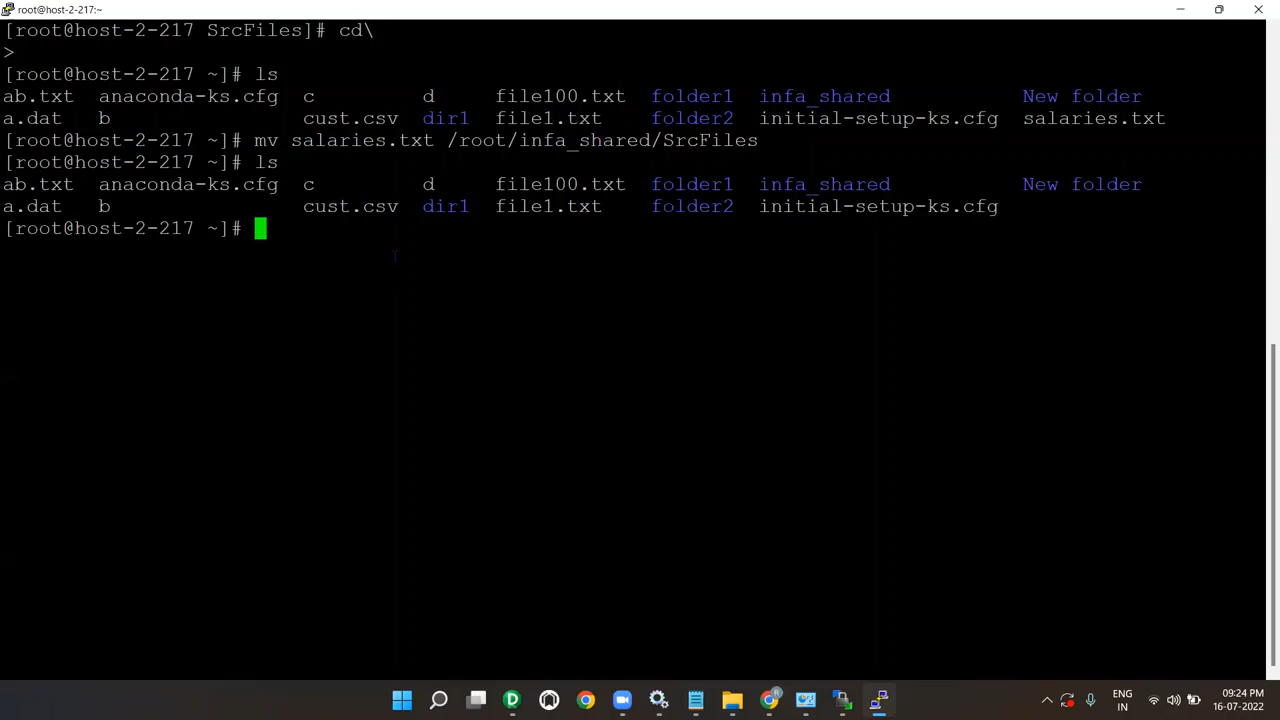 root@host-2-217:~
[root@host-2-217 SrcFiles]# cd\
>
[root@host-2-217 ~]# ls
ab.txt anaconda-ks.cfg c d file100.txt folder1 infa_shared New folder
a.dat b cust.csv dir1 file1.txt folder2 initial-setup-ks.cfg salaries.txt
[root@host-2-217 ~]# mv salaries.txt /root/infa_shared/SrcFiles
[root@host-2-217 ~]# ls
ab.txt anaconda-ks.cfg c d file100.txt folder1 infa_shared New folder
a.dat b cust.csv dir1 file1.txt folder2 initial-setup-ks.cfg
[root@host-2-217 ~]#
ENG
IN
09:24 PM
16-07-2022